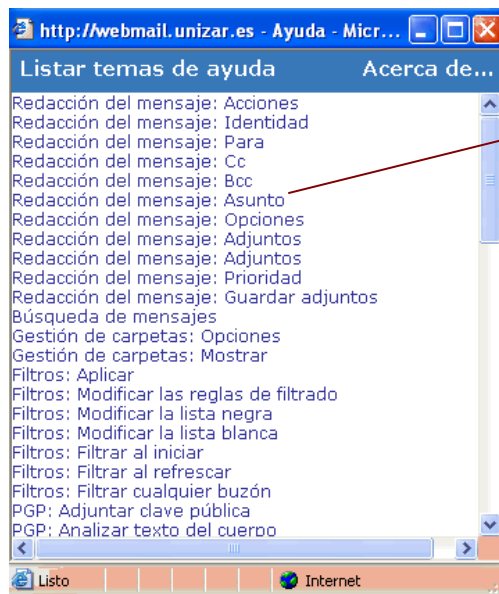 http://webmail.unizar.es - Ayuda - Micr...
Listar temas de ayuda Acerca de...
Redacción del mensaje: Acciones
Redacción del mensaje: Identidad
Redacción del mensaje: Para
Redacción del mensaje: Cc
Redacción del mensaje: Bcc
Redacción del mensaje: Asunto
Redacción del mensaje: Opciones
Redacción del mensaje: Adjuntos
Redacción del mensaje: Adjuntos
Redacción del mensaje: Prioridad
Redacción del mensaje: Guardar adjuntos
Búsqueda de mensajes
Gestión de carpetas: Opciones
Gestión de carpetas: Mostrar
Filtros: Aplicar
Filtros: Modificar las reglas de filtrado
Filtros: Modificar la lista negra
Filtros: Modificar la lista blanca
Filtros: Filtrar al iniciar
Filtros: Filtrar al refrescar
Filtros: Filtrar cualquier buzón
PGP: Adjuntar clave pública
PGP: Analizar texto del cuerpo
Listo Internet